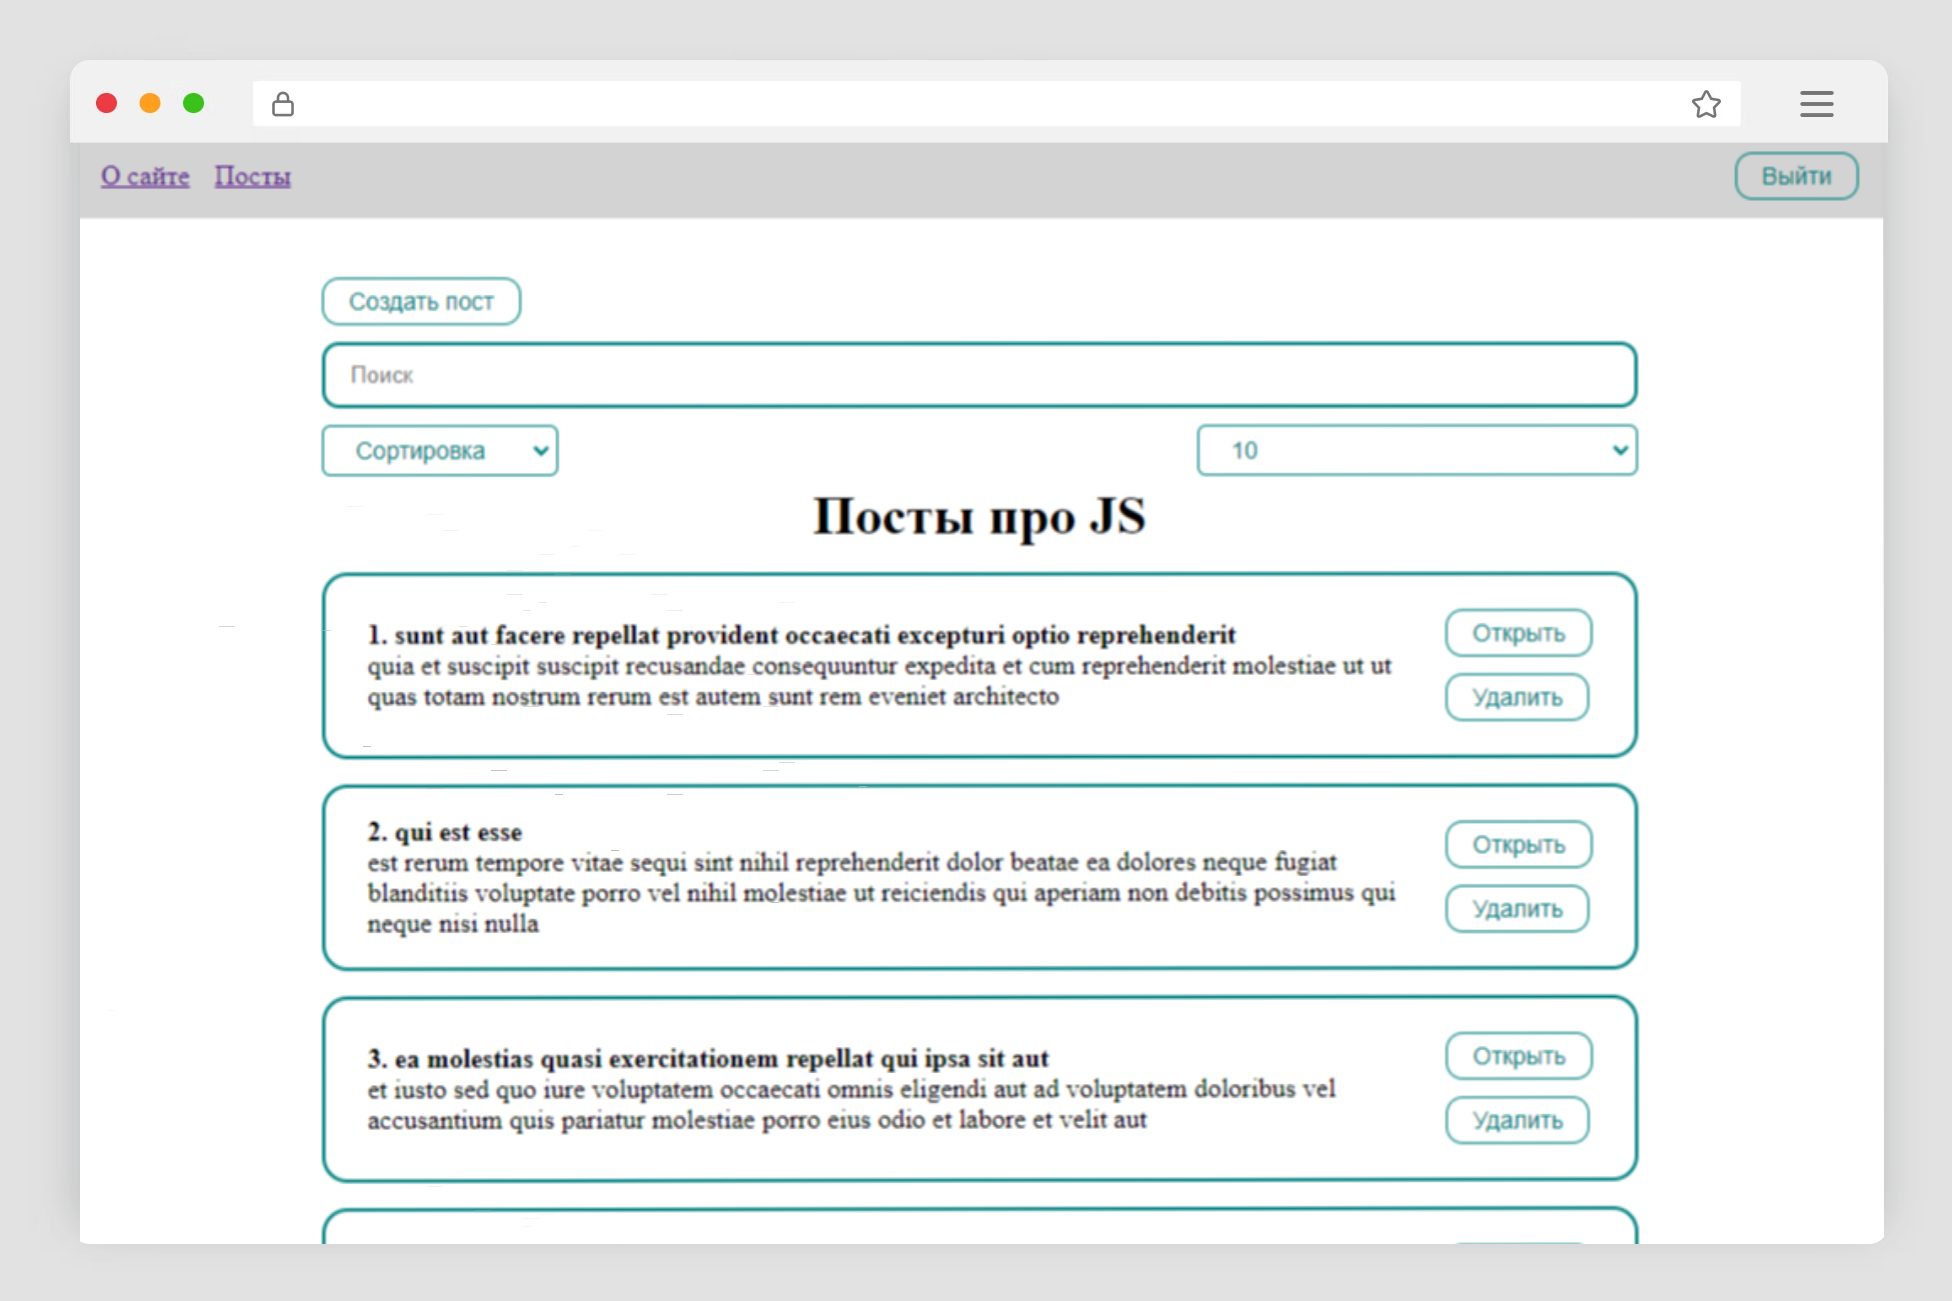 О сайте Посты Выйти
Создать пост
Поиск
Сортировка 10
Посты про JS
1. sunt aut facere repellat provident occaecati excepturi optio reprehenderit
quia et suscipit suscipit recusandae consequuntur expedita et cum reprehenderit molestiae ut ut
quas totam nostrum rerum est autem sunt rem eveniet architecto
Открыть
Удалить
2. qui est esse
est rerum tempore vitae sequi sint nihil reprehenderit dolor beatae ea dolores neque fugiat
blanditiis voluptate porro vel nihil molestiae ut reiciendis qui aperiam non debitis possimus qui
neque nisi nulla
Открыть
Удалить
3. ea molestias quasi exercitationem repellat qui ipsa sit aut
et iusto sed quo iure voluptatem occaecati omnis eligendi aut ad voluptatem doloribus vel
accusantium quis pariatur molestiae porro eius odio et labore et velit aut
Открыть
Удалить